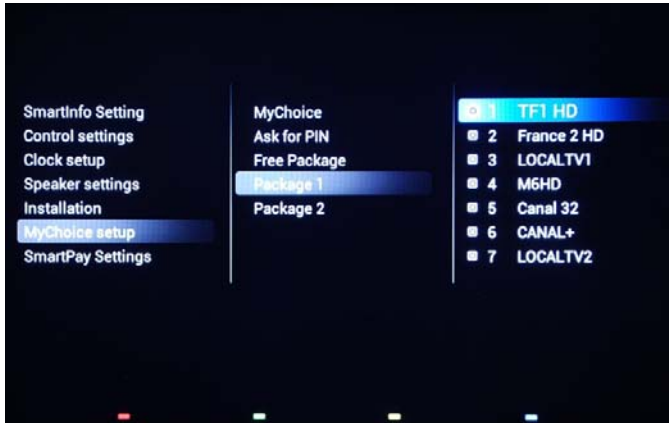 SmartInfo Setting
Control settings
Clock setup
Speaker settings
Installation
MyChoice setup
SmartPay Settings
MyChoice
Ask for PIN
Free Package
Package 1
Package 2
1 TF1 HD
2 France 2 HD
3 LOCALTV1
4 M6HD
5 Canal 32
6 CANAL+
7 LOCALTV2